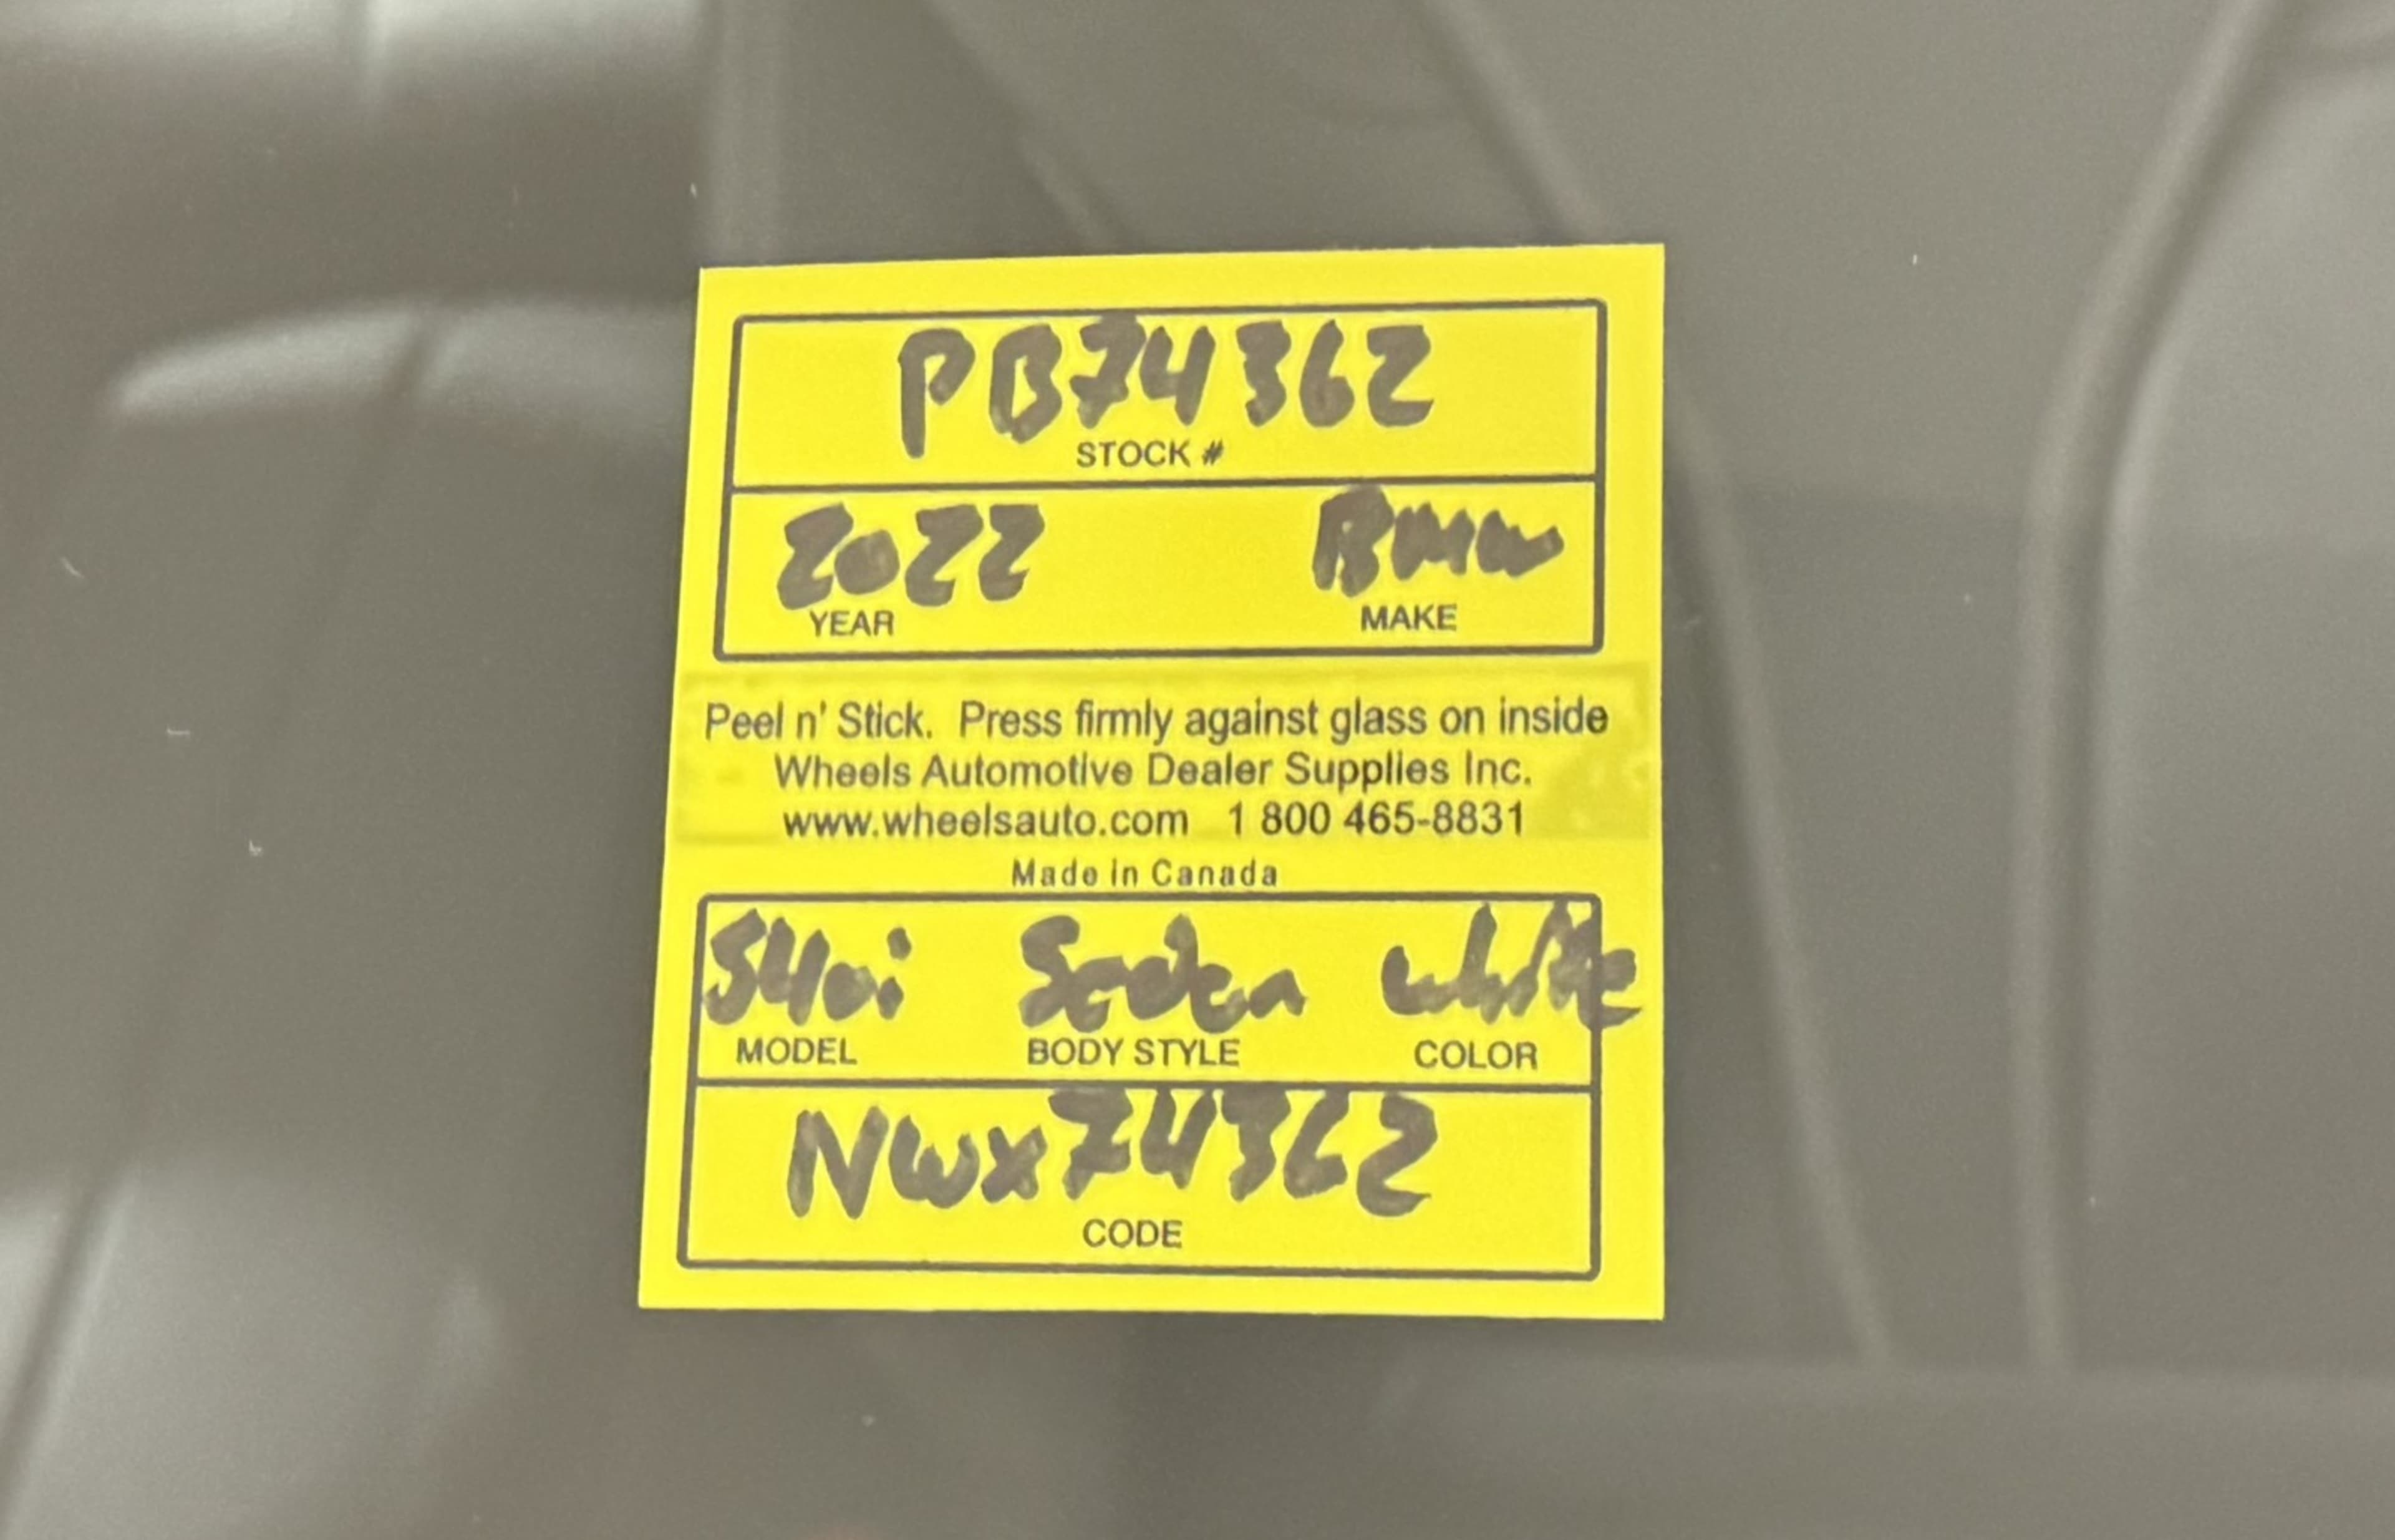 PB74362
STOCK #
2022 BMW
YEAR MAKE
Peel n' Stick. Press firmly against glass on inside
Wheels Automotive Dealer Supplies Inc.
www.wheelsauto.com 1 800 465-8831
Made in Canada
540i Sedan white
MODEL BODY STYLE COLOR
NWX74362
CODE